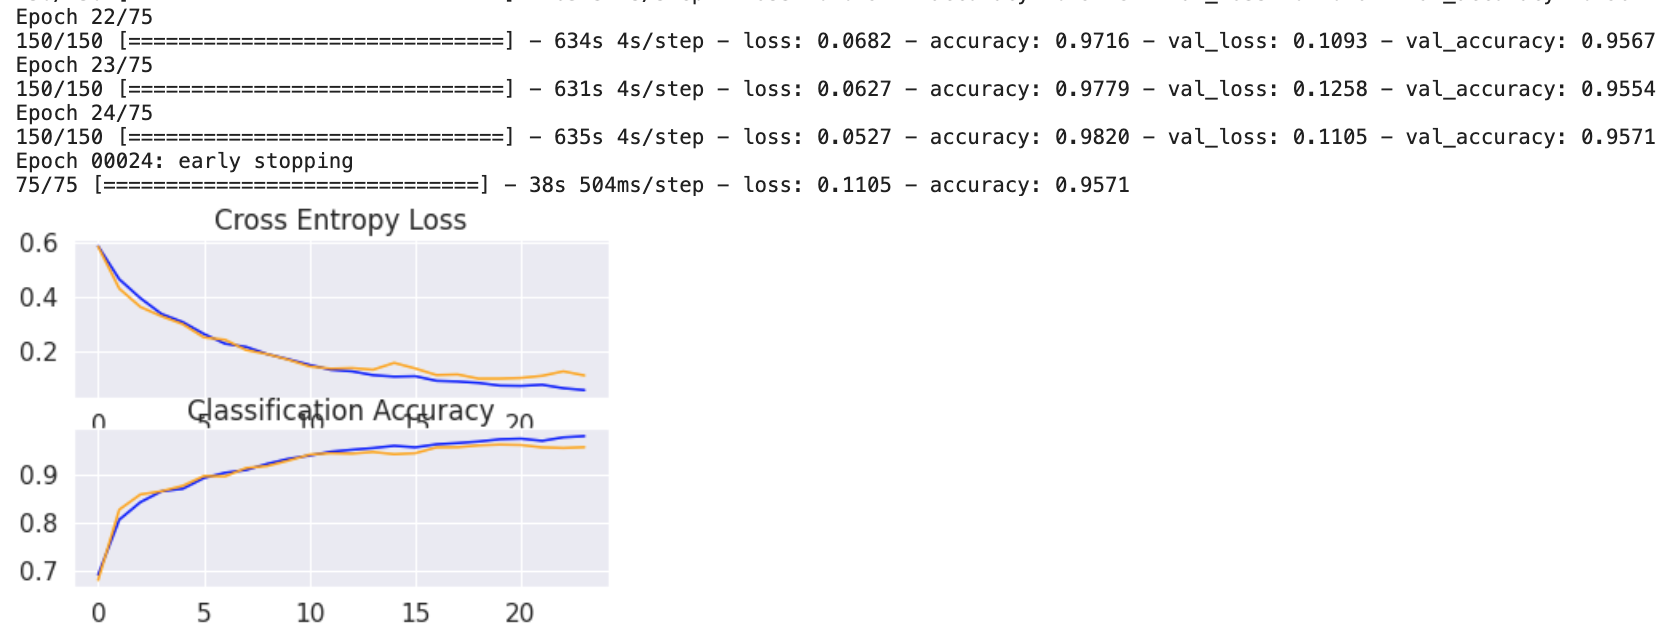 Epoch 22/75
150/150 [==============================] – 634s 4s/step – loss: 0.0682 – accuracy: 0.9716 – val_loss: 0.1093 – val_accuracy: 0.9567
Epoch 23/75
150/150 [==============================] – 631s 4s/step – loss: 0.0627 – accuracy: 0.9779 – val_loss: 0.1258 – val_accuracy: 0.9554
Epoch 24/75
150/150 [==============================] – 635s 4s/step – loss: 0.0527 – accuracy: 0.9820 – val_loss: 0.1105 – val_accuracy: 0.9571
Epoch 00024: early stopping
75/75 [==============================] – 38s 504ms/step – loss: 0.1105 – accuracy: 0.9571
Cross Entropy Loss
0.6
0.4
0.2
0 5 10 15 20
Classification Accuracy
0.9
0.8
0.7
0 5 10 15 20